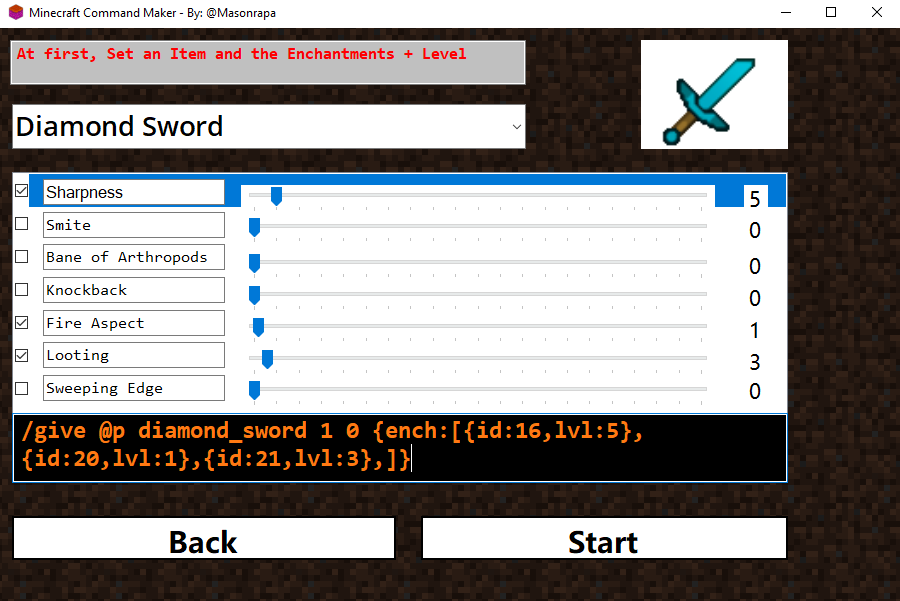 Minecraft Command Maker - By: @Masonrapa
At first, Set an Item and the Enchantments + Level
Diamond Sword
Sharpness 5
Smite 0
Bane of Arthropods 0
Knockback 0
Fire Aspect 1
Looting 3
Sweeping Edge 0
/give @p diamond_sword 1 0 {ench:[{id:16,lvl:5},
{id:20,lvl:1},{id:21,lvl:3},]}
Back Start